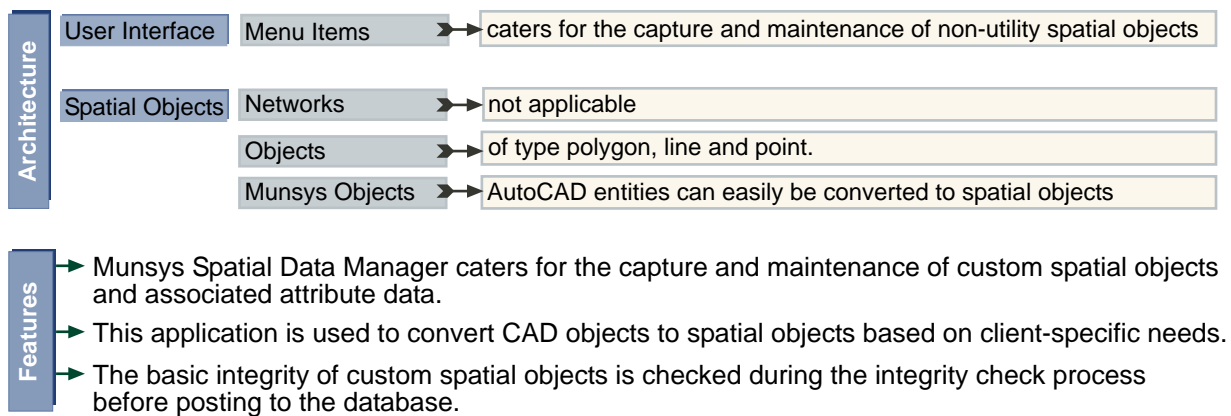 Architecture
User Interface Menu Items caters for the capture and maintenance of non-utility spatial objects
Spatial Objects Networks not applicable
Objects of type polygon, line and point.
Munsys Objects AutoCAD entities can easily be converted to spatial objects
Features
Munsys Spatial Data Manager caters for the capture and maintenance of custom spatial objects
and associated attribute data.
This application is used to convert CAD objects to spatial objects based on client-specific needs.
The basic integrity of custom spatial objects is checked during the integrity check process
before posting to the database.